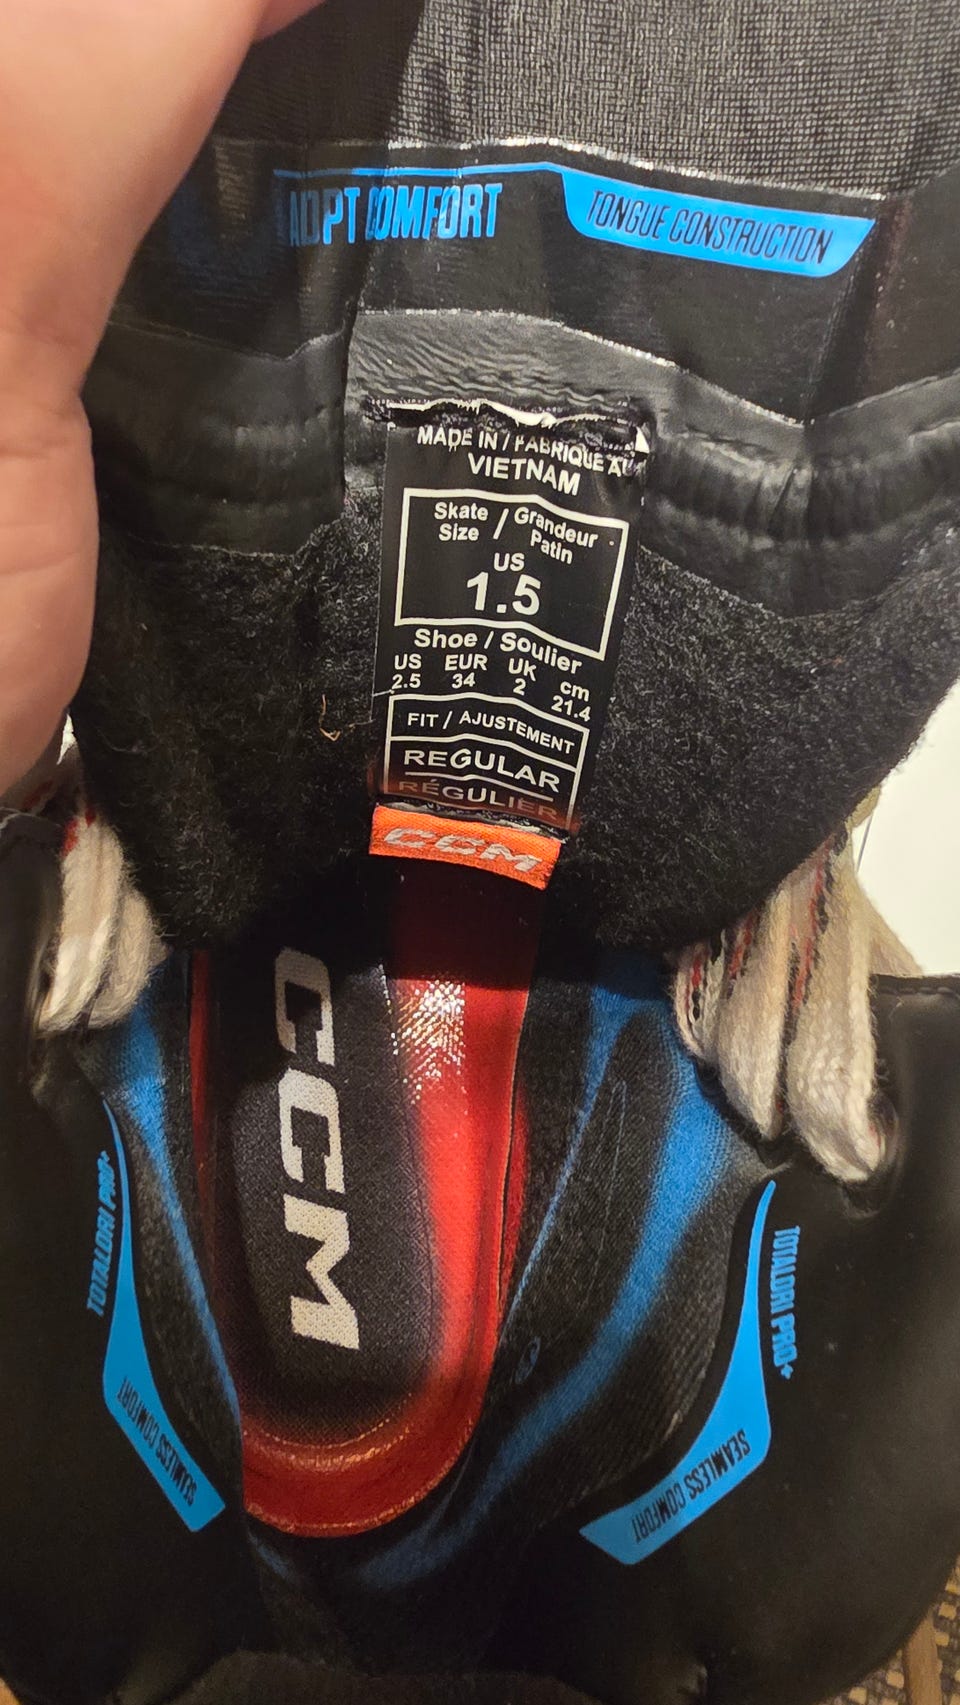 ADPT COMFORT
TONGUE CONSTRUCTION
MADE IN / FABRIQUE AU
VIETNAM
Skate Size / Grandeur Patin
US
1.5
Shoe / Soulier
US EUR UK cm
2.5 34 2 21.4
FIT / AJUSTEMENT
REGULAR
RÉGULIER
CCM
CCM
TOTALDRI PRO+
SEAMLESS COMFORT
TOTALDRI PRO+
SEAMLESS COMFORT